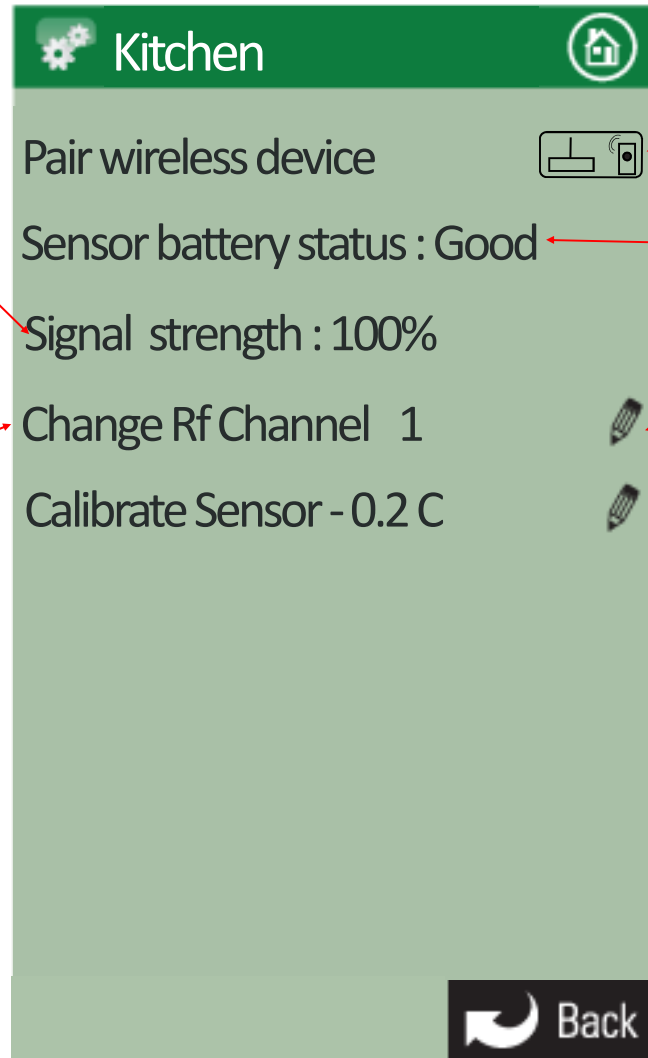 Kitchen
Pair wireless device
Sensor battery status : Good
Signal strength : 100%
Change Rf Channel 1
Calibrate Sensor - 0.2 C
Back